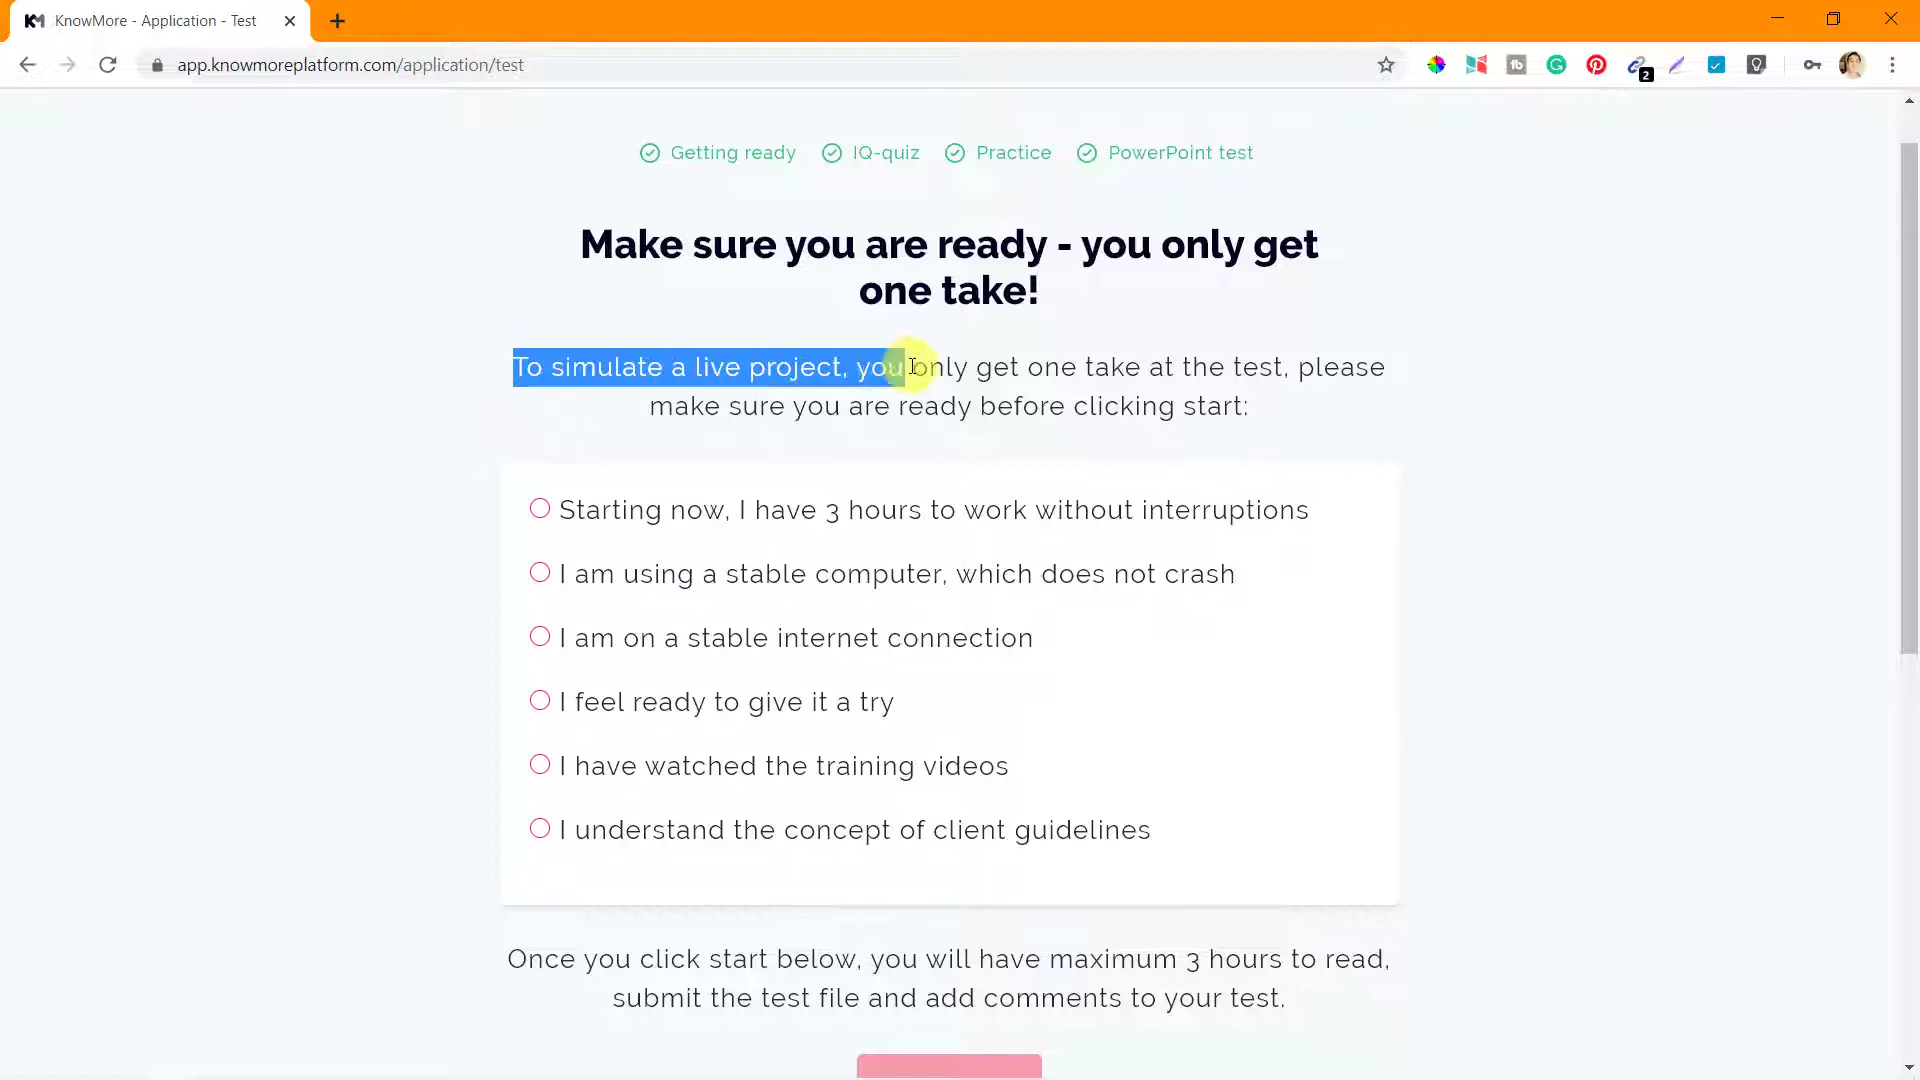 KM KnowMore - Application - Test
app.knowmoreplatform.com/application/test
2
Getting ready IQ-quiz Practice PowerPoint test
Make sure you are ready - you only get
one take!
To simulate a live project, you only get one take at the test, please
make sure you are ready before clicking start:
Starting now, I have 3 hours to work without interruptions
I am using a stable computer, which does not crash
I am on a stable internet connection
I feel ready to give it a try
I have watched the training videos
I understand the concept of client guidelines
Once you click start below, you will have maximum 3 hours to read,
submit the test file and add comments to your test.